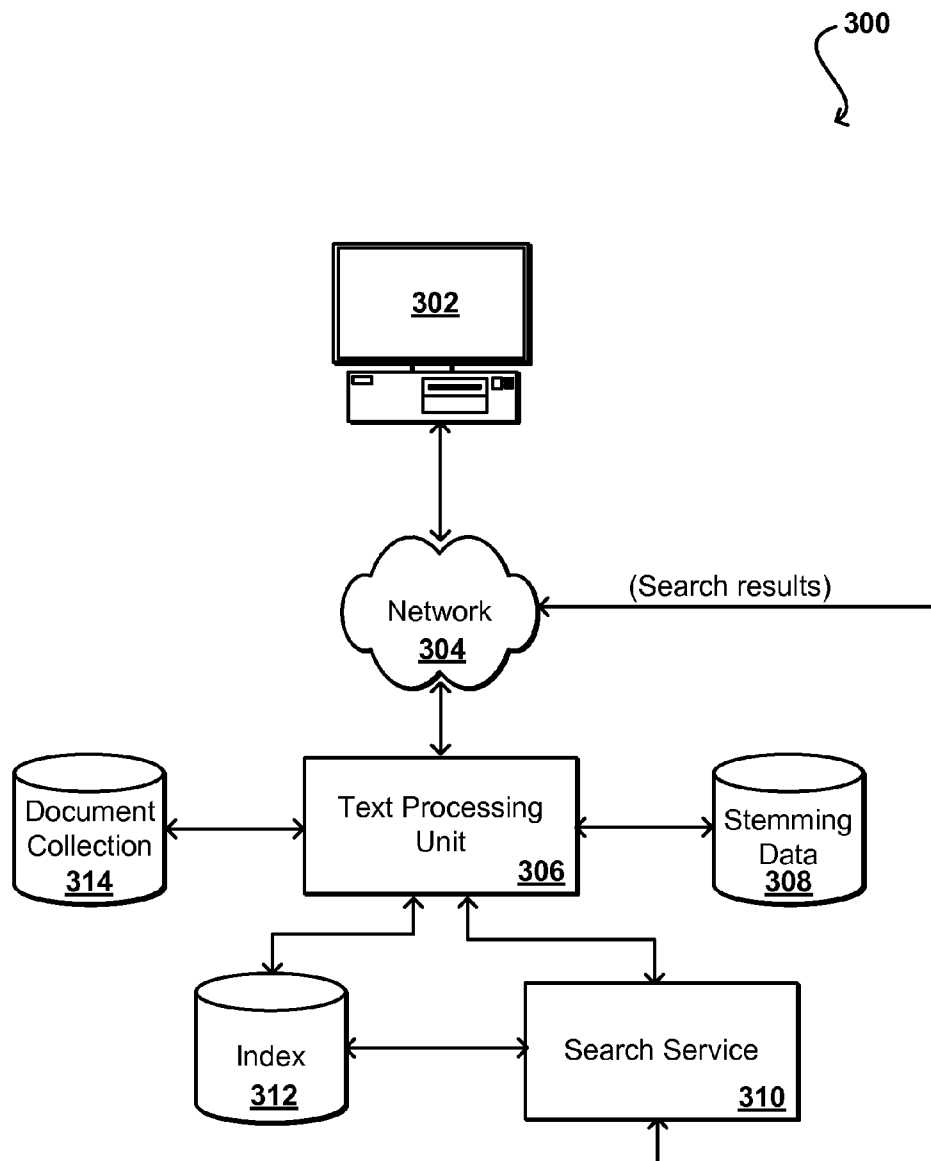 300
302
Network
304
(Search results)
Document
Collection
314
Text Processing
Unit
306
Stemming
Data
308
Index
312
Search Service
310